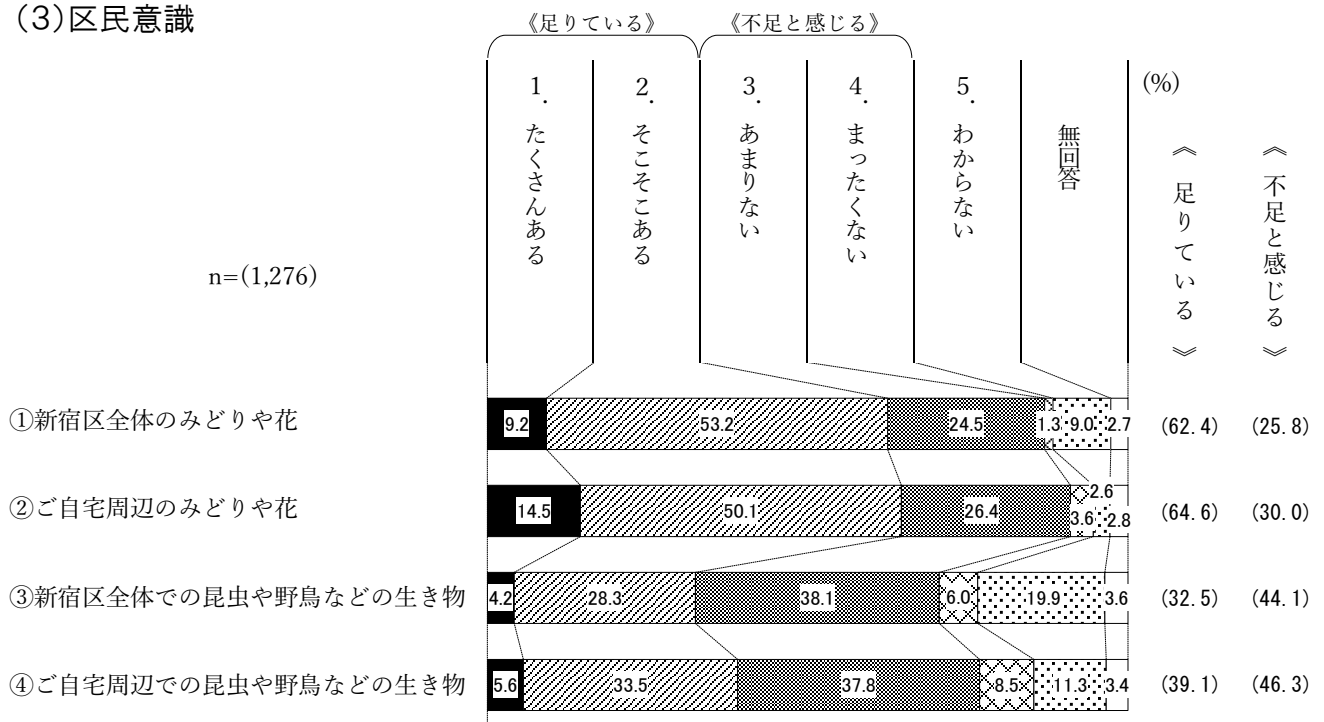 (3)区民意識
《足りている》 《不足と感じる》
1．たくさんある
2．そこそこある
3．あまりない
4．まったくない
5．わからない
無回答
(%)
《足りている》
《不足と感じる》
n=(1,276)
①新宿区全体のみどりや花 9.2 53.2 24.5 1.3 9.0 2.7 (62.4) (25.8)
②ご自宅周辺のみどりや花 14.5 50.1 26.4 3.6 2.6 2.8 (64.6) (30.0)
③新宿区全体での昆虫や野鳥などの生き物 4.2 28.3 38.1 6.0 19.9 3.6 (32.5) (44.1)
④ご自宅周辺での昆虫や野鳥などの生き物 5.6 33.5 37.8 8.5 11.3 3.4 (39.1) (46.3)